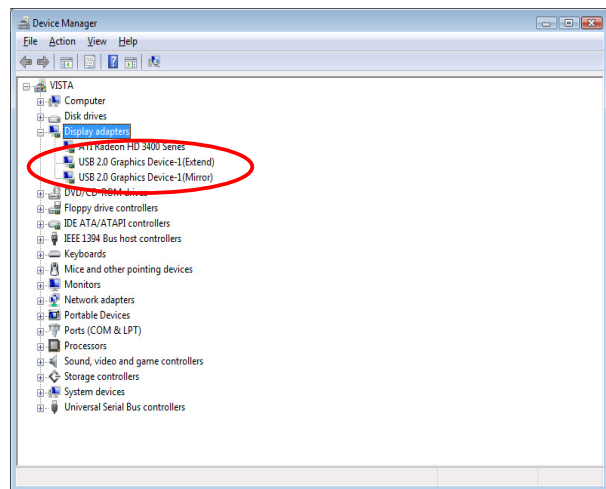 Device Manager
File Action View Help
VISTA
Computer
Disk drives
Display adapters
ATI Radeon HD 3400 Series
USB 2.0 Graphics Device-1(Extend)
USB 2.0 Graphics Device-1(Mirror)
DVD/CD-ROM drives
Floppy drive controllers
IDE ATA/ATAPI controllers
IEEE 1394 Bus host controllers
Keyboards
Mice and other pointing devices
Monitors
Network adapters
Portable Devices
Ports (COM & LPT)
Processors
Sound, video and game controllers
Storage controllers
System devices
Universal Serial Bus controllers